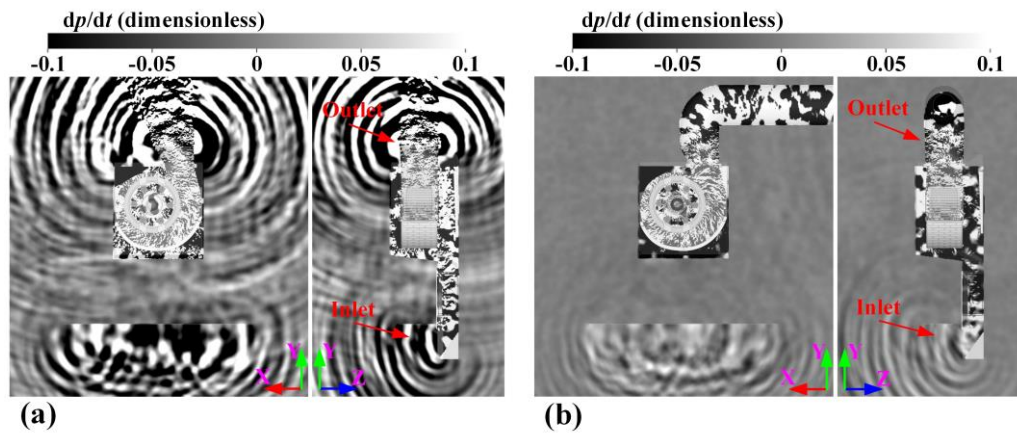 dp/dt (dimensionless)
-0.1 -0.05 0 0.05 0.1
Outlet
Inlet
Y Y
X Z
(a)
dp/dt (dimensionless)
-0.1 -0.05 0 0.05 0.1
Outlet
Inlet
Y Y
X Z
(b)